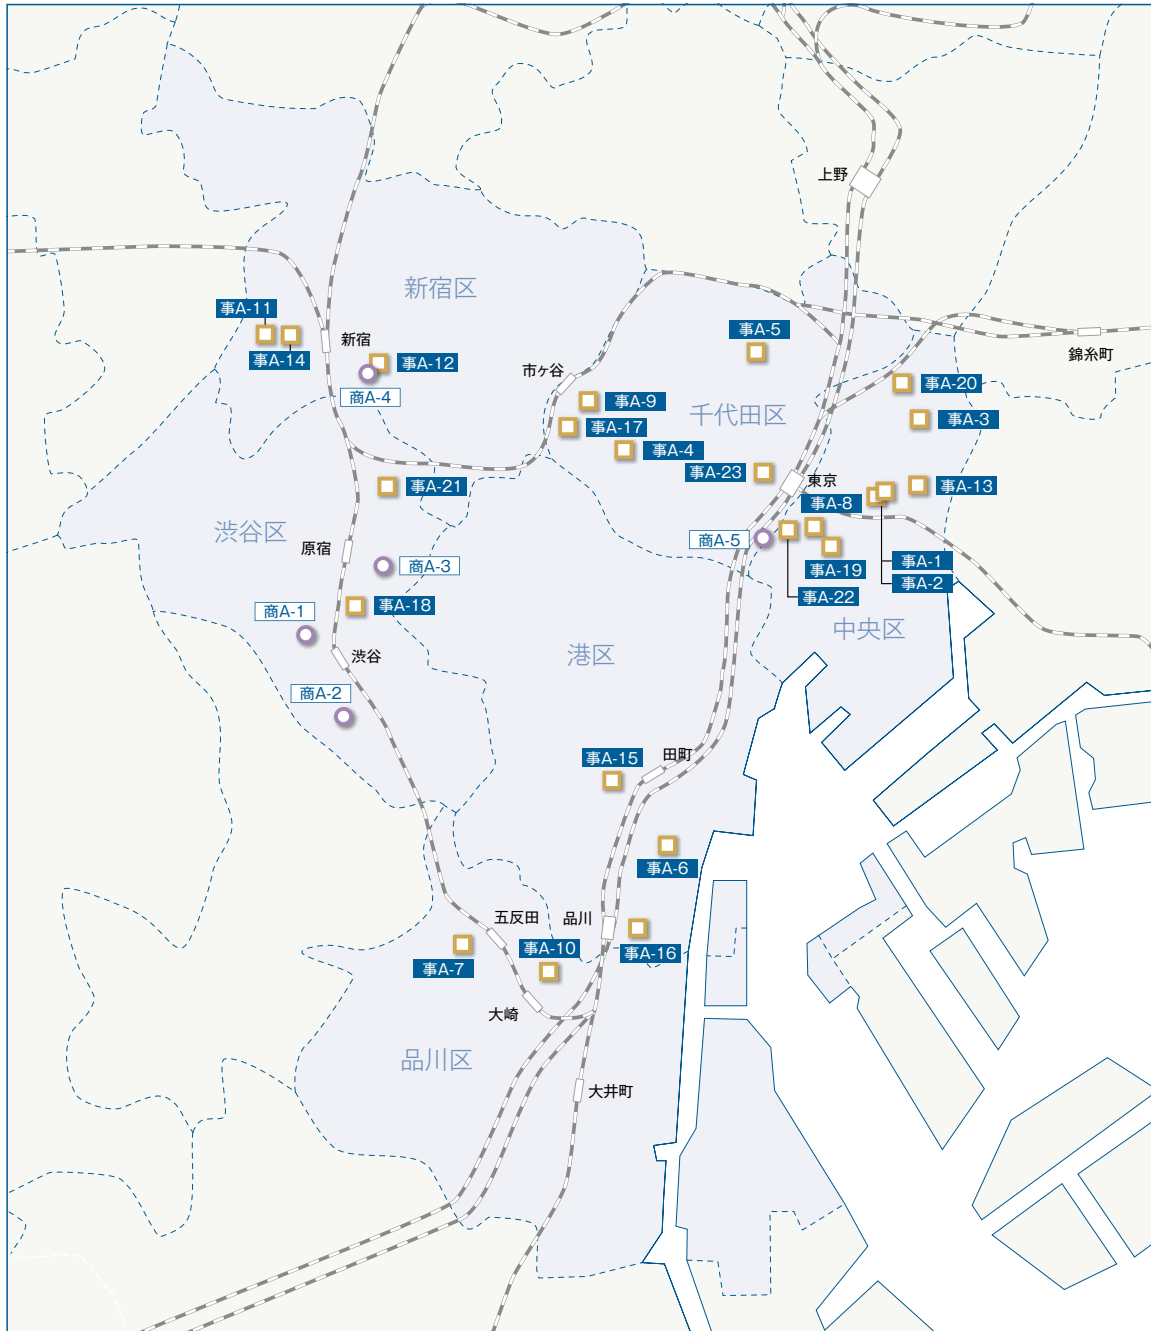 上野
新宿区
事A-11
事A-5
新宿
錦糸町
事A-14
事A-12
市ヶ谷
事A-20
商A-4
事A-9
千代田区
事A-3
事A-17
事A-4
事A-23
東京
事A-21
事A-13
事A-8
渋谷区
商A-5
原宿
事A-1
商A-3
事A-19
事A-2
事A-22
事A-18
商A-1
中央区
渋谷
港区
商A-2
田町
事A-15
事A-6
五反田
品川
事A-10
事A-16
事A-7
大崎
品川区
大井町